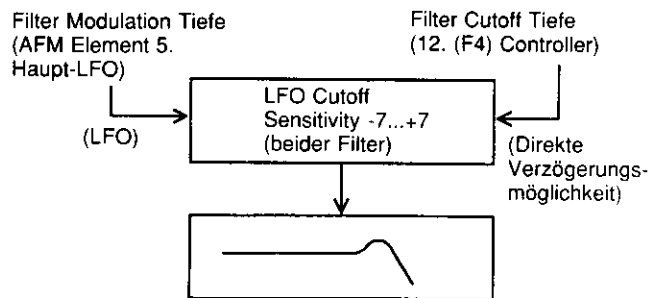 Filter Modulation Tiefe
(AFM Element 5.
Haupt-LFO)
Filter Cutoff Tiefe
(12. (F4) Controller)
LFO Cutoff
Sensitivity -7...+7
(beider Filter)
(LFO)
(Direkte
Verzögerungs-
möglichkeit)